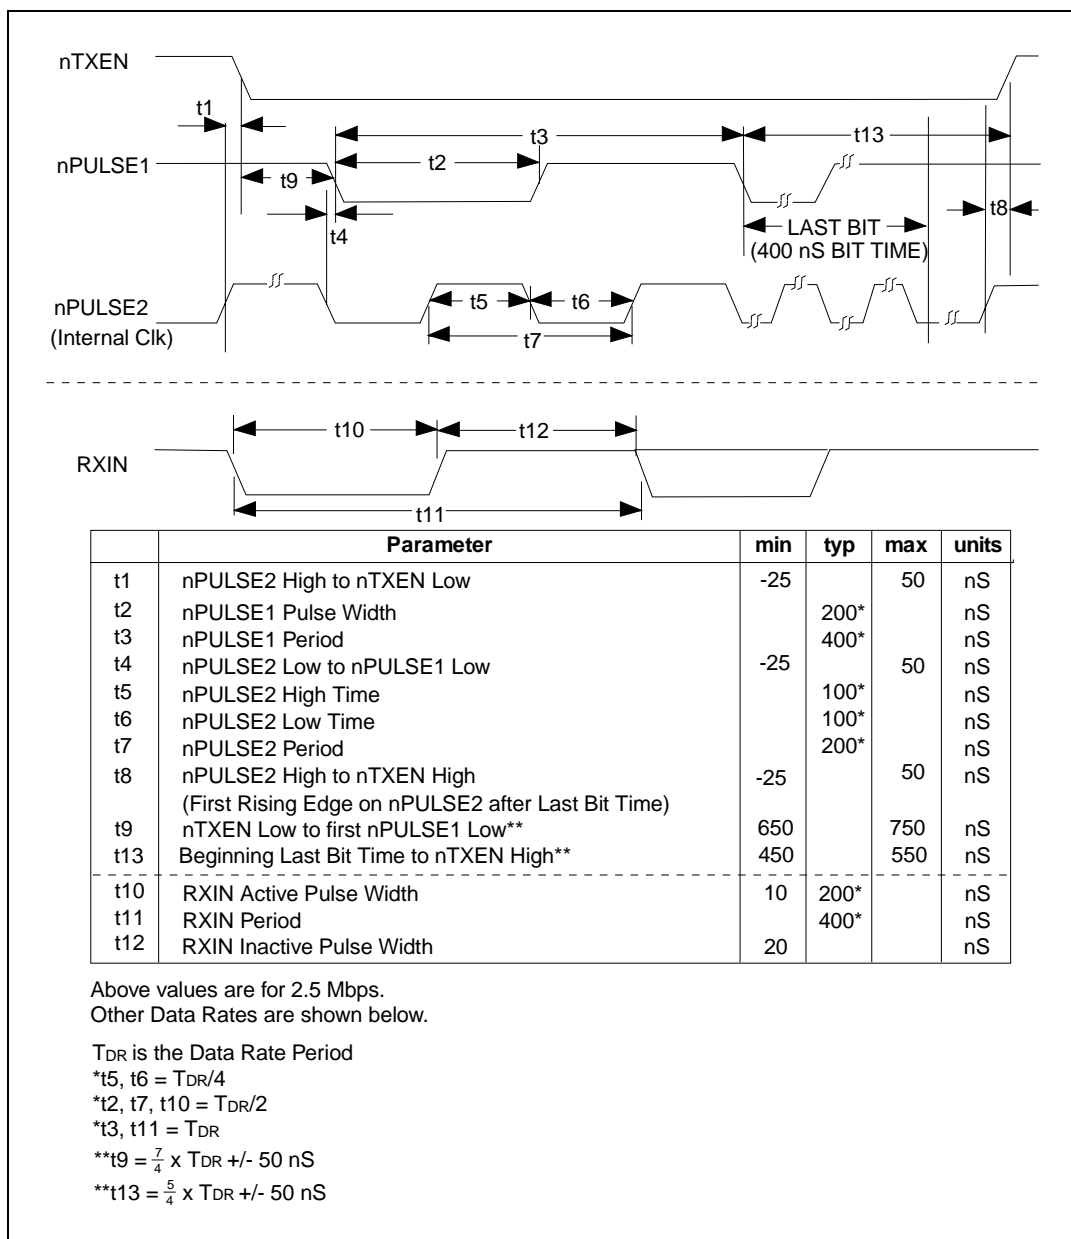 nTXEN
t1
t3
t13
nPULSE1
t9
t2
t4
LAST BIT
(400 nS BIT TIME)
t8
nPULSE2
(Internal Clk)
t5
t6
t7
RXIN
t10
t12
t11
Parameter min typ max units
t1 nPULSE2 High to nTXEN Low -25 50 nS
t2 nPULSE1 Pulse Width 200* nS
t3 nPULSE1 Period 400* nS
t4 nPULSE2 Low to nPULSE1 Low -25 50 nS
t5 nPULSE2 High Time 100* nS
t6 nPULSE2 Low Time 100* nS
t7 nPULSE2 Period 200* nS
t8 nPULSE2 High to nTXEN High -25 50 nS
(First Rising Edge on nPULSE2 after Last Bit Time)
t9 nTXEN Low to first nPULSE1 Low** 650 750 nS
t13 Beginning Last Bit Time to nTXEN High** 450 550 nS
t10 RXIN Active Pulse Width 10 200* nS
t11 RXIN Period 400* nS
t12 RXIN Inactive Pulse Width 20 nS
Above values are for 2.5 Mbps.
Other Data Rates are shown below.
TDR is the Data Rate Period
*t5, t6 = TDR/4
*t2, t7, t10 = TDR/2
*t3, t11 = TDR
**t9 = 7/4 x TDR +/- 50 nS
**t13 = 5/4 x TDR +/- 50 nS